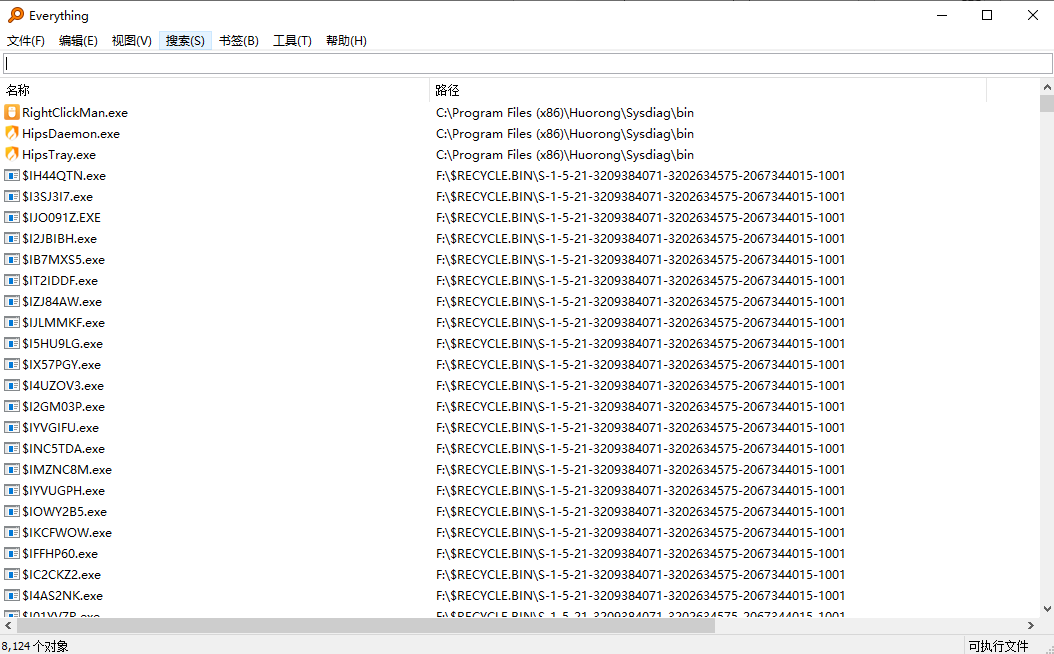 Everything
文件(F) 编辑(E) 视图(V) 搜索(S) 书签(B) 工具(T) 帮助(H)
名称 路径
RightClickMan.exe C:\Program Files (x86)\Huorong\Sysdiag\bin
HipsDaemon.exe C:\Program Files (x86)\Huorong\Sysdiag\bin
HipsTray.exe C:\Program Files (x86)\Huorong\Sysdiag\bin
$IH44QTN.exe F:\$RECYCLE.BIN\S-1-5-21-3209384071-3202634575-2067344015-1001
$I3SJ3I7.exe F:\$RECYCLE.BIN\S-1-5-21-3209384071-3202634575-2067344015-1001
$IJO091Z.EXE F:\$RECYCLE.BIN\S-1-5-21-3209384071-3202634575-2067344015-1001
$I2JBIBH.exe F:\$RECYCLE.BIN\S-1-5-21-3209384071-3202634575-2067344015-1001
$IB7MXS5.exe F:\$RECYCLE.BIN\S-1-5-21-3209384071-3202634575-2067344015-1001
$IT2IDDF.exe F:\$RECYCLE.BIN\S-1-5-21-3209384071-3202634575-2067344015-1001
$IZJ84AW.exe F:\$RECYCLE.BIN\S-1-5-21-3209384071-3202634575-2067344015-1001
$IJLMMKF.exe F:\$RECYCLE.BIN\S-1-5-21-3209384071-3202634575-2067344015-1001
$I5HU9LG.exe F:\$RECYCLE.BIN\S-1-5-21-3209384071-3202634575-2067344015-1001
$IX57PGY.exe F:\$RECYCLE.BIN\S-1-5-21-3209384071-3202634575-2067344015-1001
$I4UZOV3.exe F:\$RECYCLE.BIN\S-1-5-21-3209384071-3202634575-2067344015-1001
$I2GM03P.exe F:\$RECYCLE.BIN\S-1-5-21-3209384071-3202634575-2067344015-1001
$IYVGIFU.exe F:\$RECYCLE.BIN\S-1-5-21-3209384071-3202634575-2067344015-1001
$INC5TDA.exe F:\$RECYCLE.BIN\S-1-5-21-3209384071-3202634575-2067344015-1001
$IMZNC8M.exe F:\$RECYCLE.BIN\S-1-5-21-3209384071-3202634575-2067344015-1001
$IYVUGPH.exe F:\$RECYCLE.BIN\S-1-5-21-3209384071-3202634575-2067344015-1001
$IOWY2B5.exe F:\$RECYCLE.BIN\S-1-5-21-3209384071-3202634575-2067344015-1001
$IKCFWOW.exe F:\$RECYCLE.BIN\S-1-5-21-3209384071-3202634575-2067344015-1001
$IFFHP60.exe F:\$RECYCLE.BIN\S-1-5-21-3209384071-3202634575-2067344015-1001
$IC2CKZ2.exe F:\$RECYCLE.BIN\S-1-5-21-3209384071-3202634575-2067344015-1001
$I4AS2NK.exe F:\$RECYCLE.BIN\S-1-5-21-3209384071-3202634575-2067344015-1001
F:\$RECYCLE.BIN\S-1-5-21-3209384071-3202634575-2067344015-1001
8,124 个对象 可执行文件